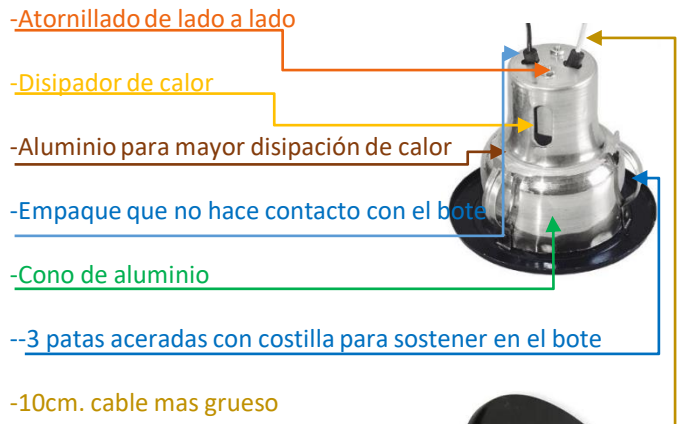 -Atornillado de lado a lado
-Disipador de calor
-Aluminio para mayor disipación de calor
-Empaque que no hace contacto con el bote
-Cono de aluminio
--3 patas aceradas con costilla para sostener en el bote
-10cm. cable mas grueso